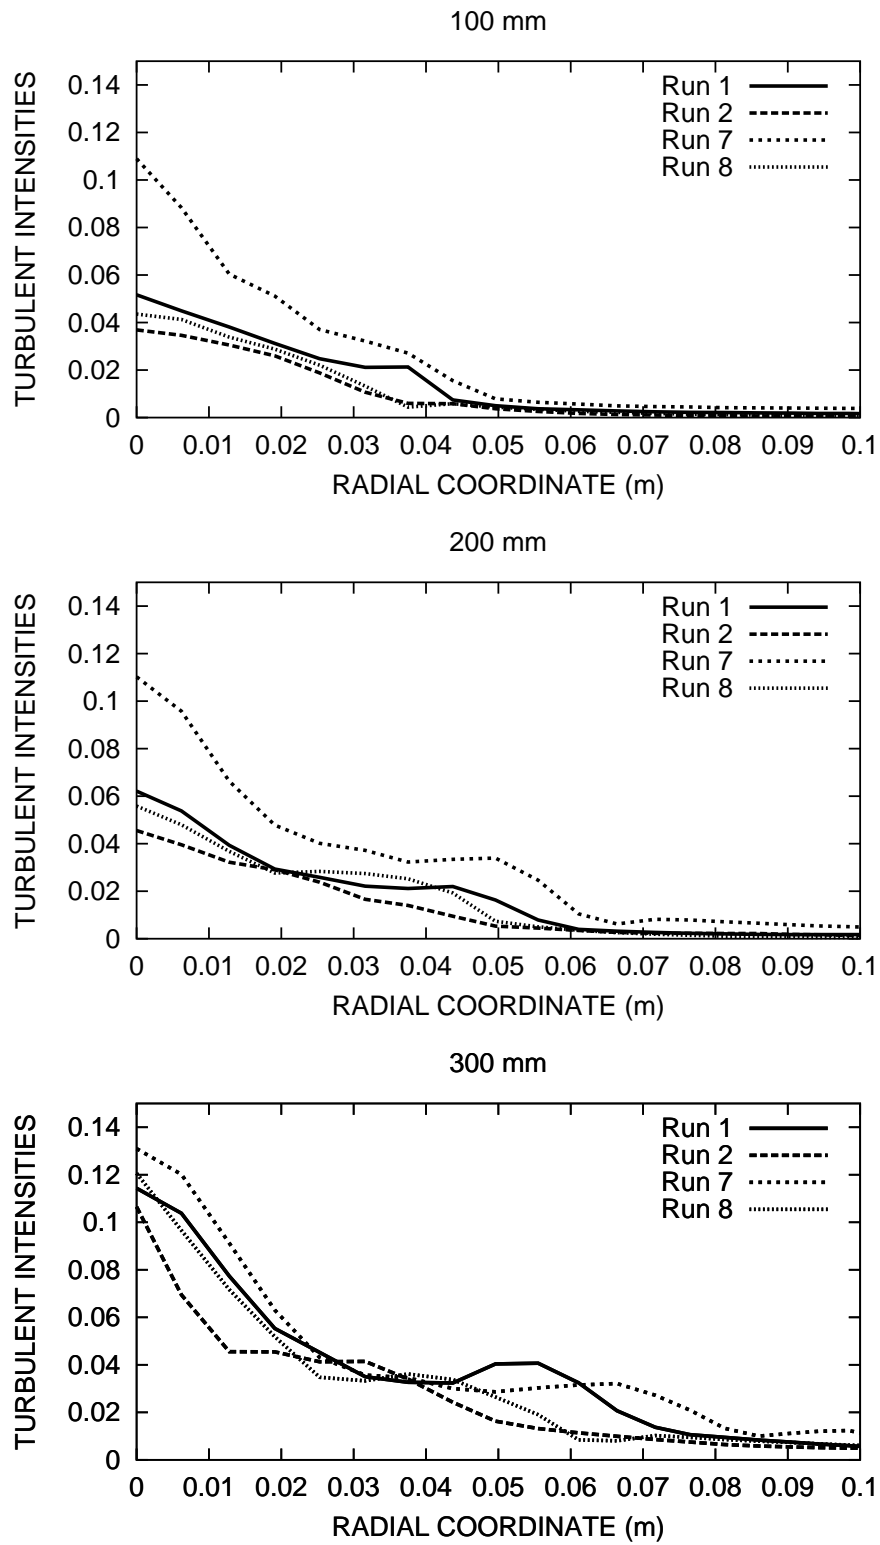 100 mm
TURBULENT INTENSITIES
0.14
0.12
0.1
0.08
0.06
0.04
0.02
0
Run 1
Run 2
Run 7
Run 8
0 0.01 0.02 0.03 0.04 0.05 0.06 0.07 0.08 0.09 0.1
RADIAL COORDINATE (m)
200 mm
TURBULENT INTENSITIES
0.14
0.12
0.1
0.08
0.06
0.04
0.02
0
Run 1
Run 2
Run 7
Run 8
0 0.01 0.02 0.03 0.04 0.05 0.06 0.07 0.08 0.09 0.1
RADIAL COORDINATE (m)
300 mm
TURBULENT INTENSITIES
0.14
0.12
0.1
0.08
0.06
0.04
0.02
0
Run 1
Run 2
Run 7
Run 8
0 0.01 0.02 0.03 0.04 0.05 0.06 0.07 0.08 0.09 0.1
RADIAL COORDINATE (m)